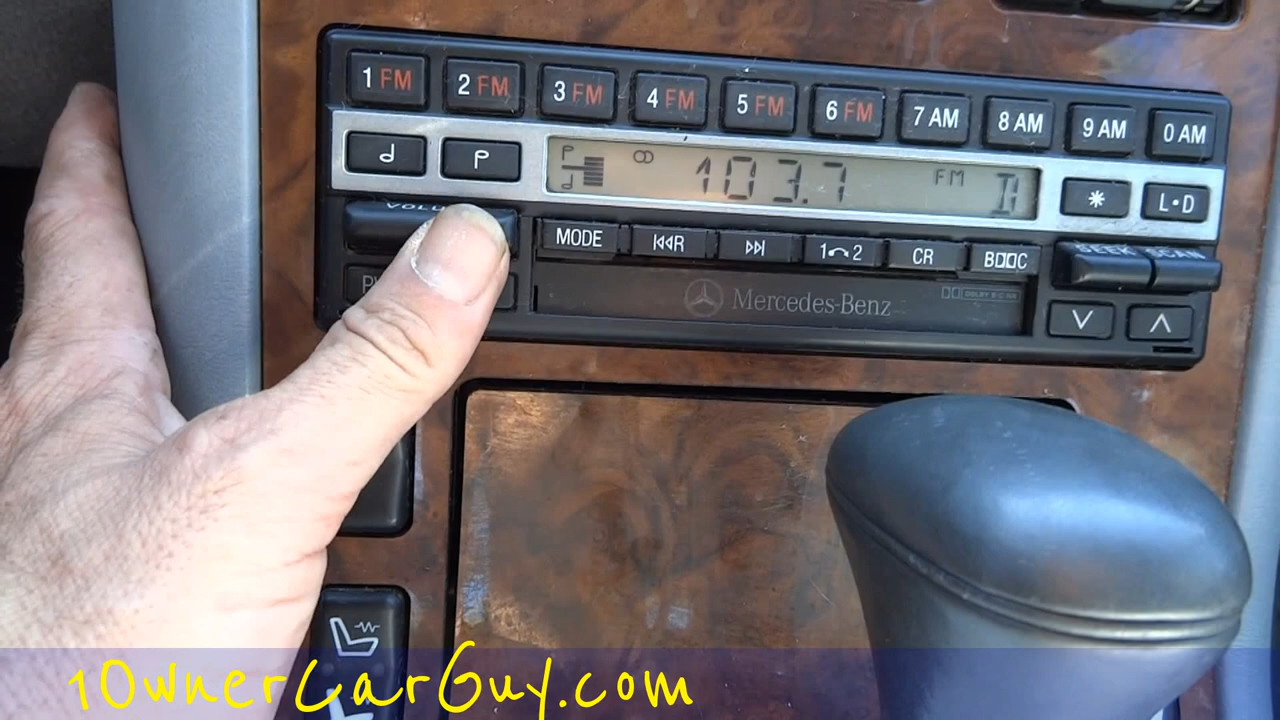 1 FM 2 FM 3 FM 4 FM 5 FM 6 FM 7 AM 8 AM 9 AM 0 AM
103.7 FM
* L•D
MODE R 1 2 CR B C
SEEK SCAN
Mercedes-Benz
1OwnerCarGuy.com